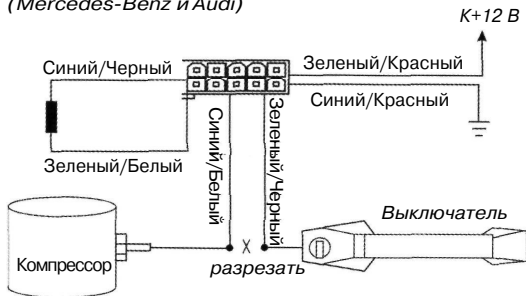 (Mercedes-Benz и Audi)
К+12 В
Синий/Черный
Зеленый/Красный
Синий/Красный
Зеленый/Белый
Синий/Белый
Зеленый/Черный
Выключатель
Компрессор
разрезать